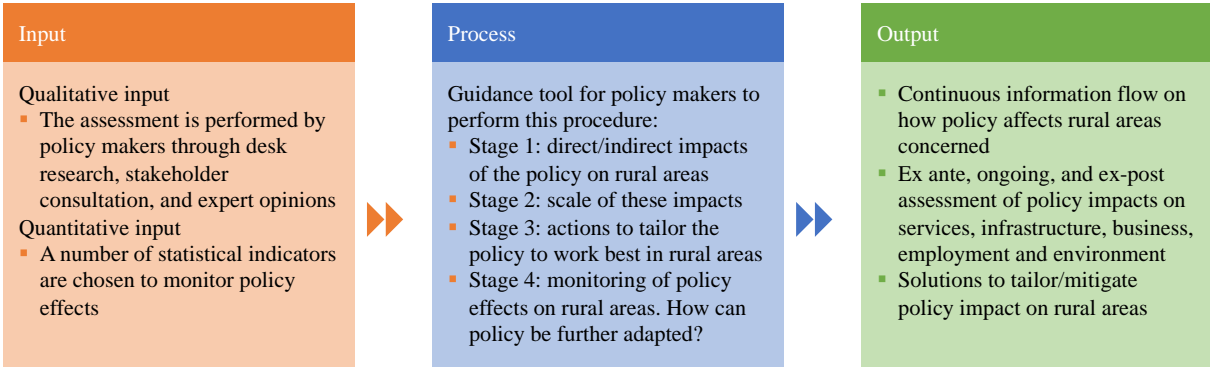 Input
Qualitative input
▪ The assessment is performed by
policy makers through desk
research, stakeholder
consultation, and expert opinions
Quantitative input
▪ A number of statistical indicators
are chosen to monitor policy
effects
Process
Guidance tool for policy makers to
perform this procedure:
▪ Stage 1: direct/indirect impacts
of the policy on rural areas
▪ Stage 2: scale of these impacts
▪ Stage 3: actions to tailor the
policy to work best in rural areas
▪ Stage 4: monitoring of policy
effects on rural areas. How can
policy be further adapted?
Output
▪ Continuous information flow on
how policy affects rural areas
concerned
▪ Ex ante, ongoing, and ex-post
assessment of policy impacts on
services, infrastructure, business,
employment and environment
▪ Solutions to tailor/mitigate
policy impact on rural areas